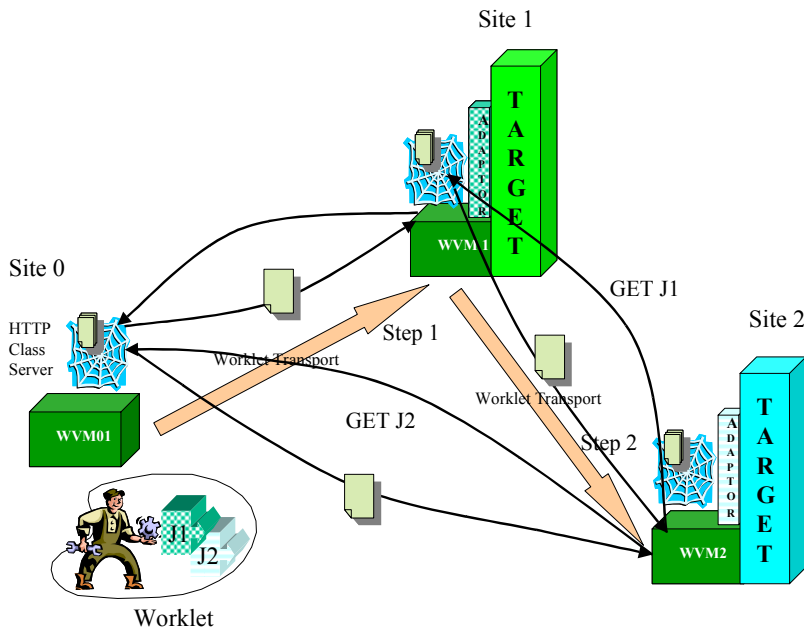 Site 1
TARGET
ADAPTOR
WVM 1
Site 0
HTTP
Class
Server
GET J1
Site 2
Step 1
Worklet Transport
Worklet Transport
GET J2
Step 2
TARGET
ADAPTOR
WVM01
WVM2
J1
J2
Worklet